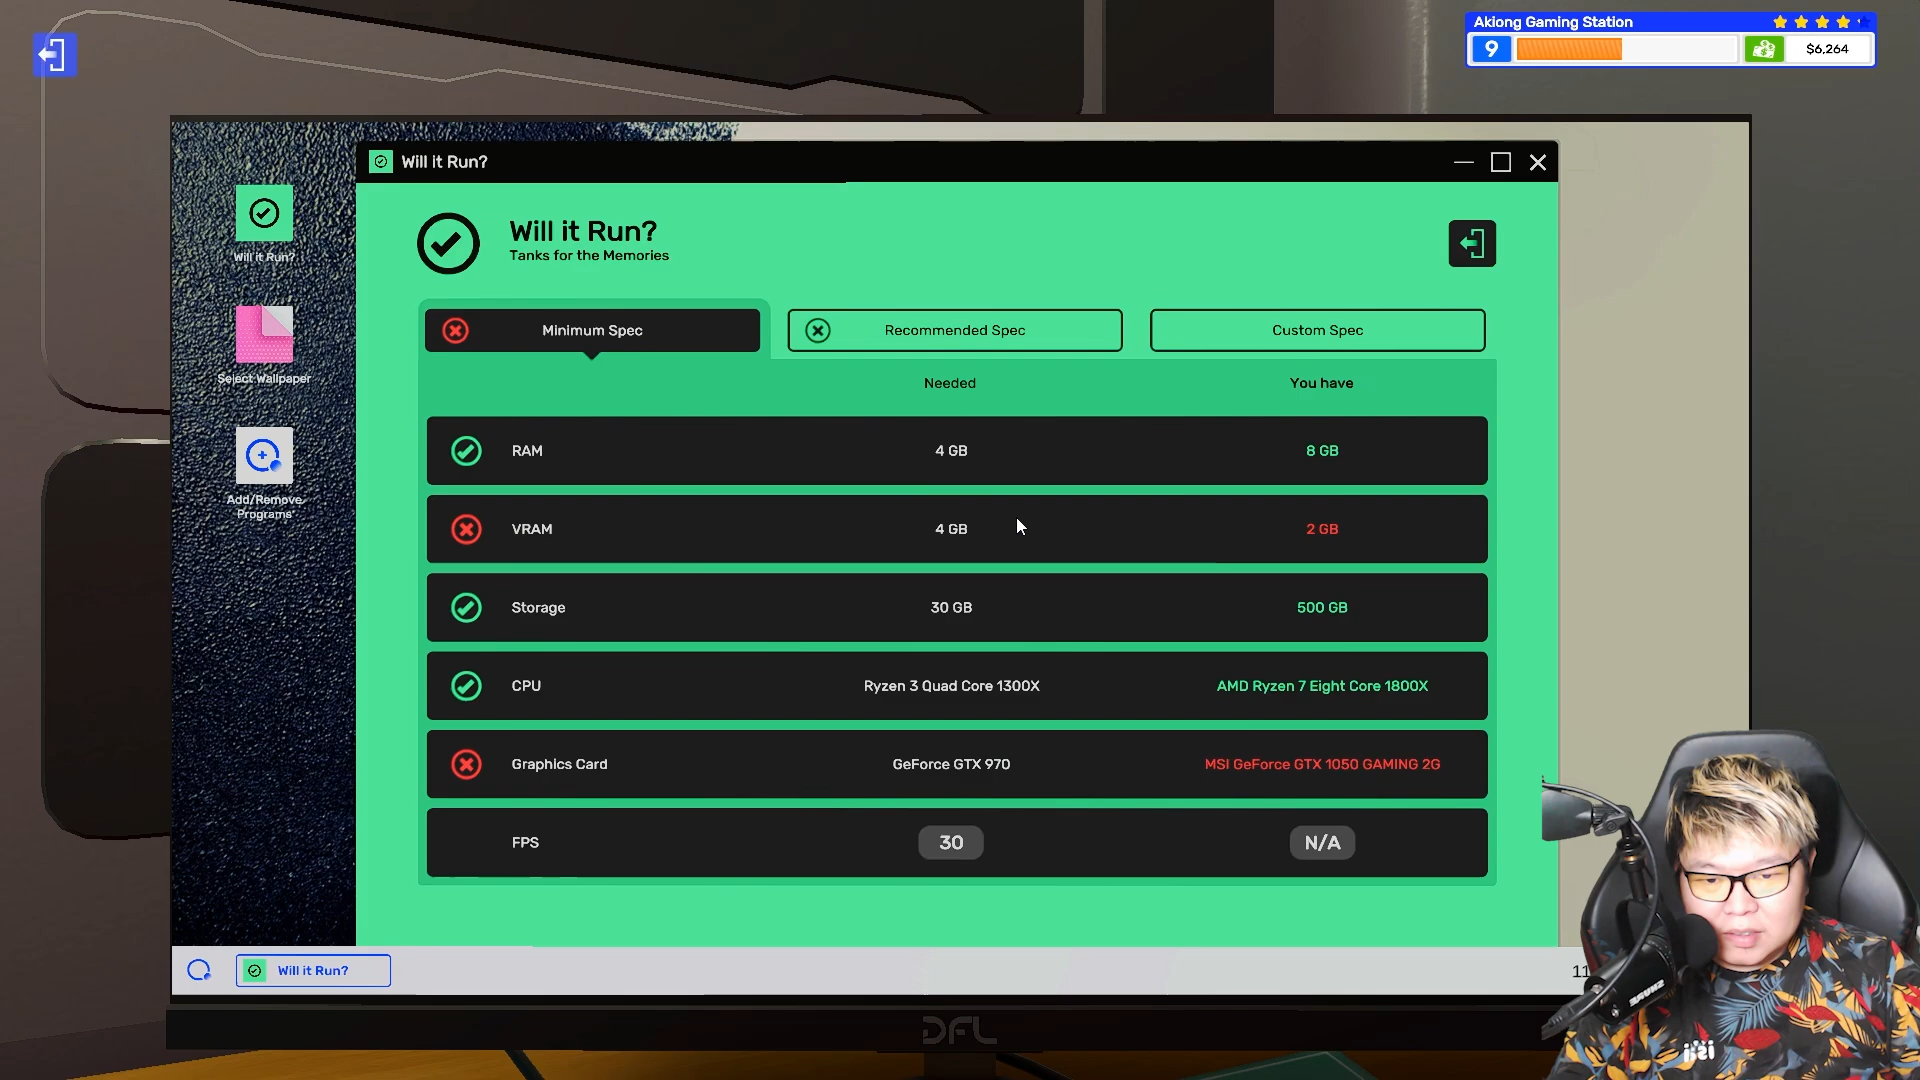 Akiong Gaming Station
9
$6,264
Will it Run?
Will it Run?
Tanks for the Memories
Will it Run?
Minimum Spec
Recommended Spec
Custom Spec
Needed
You have
RAM
4 GB
8 GB
Select Wallpaper
VRAM
4 GB
2 GB
Add/Remove
Programs
Storage
30 GB
500 GB
CPU
Ryzen 3 Quad Core 1300X
AMD Ryzen 7 Eight Core 1800X
Graphics Card
GeForce GTX 970
MSI GeForce GTX 1050 GAMING 2G
FPS
30
N/A
Will it Run?
11
DFL
SHURE